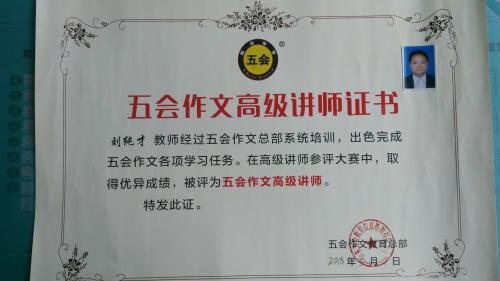 五会
®
五会作文高级讲师证书
刘纯才 教师经过五会作文总部系统培训,出色完成
五会作文各项学习任务。在高级讲师参评大赛中,取
得优异成绩,被评为五会作文高级讲师。
特发此证。
五会作文教育总部
2013年 月 日